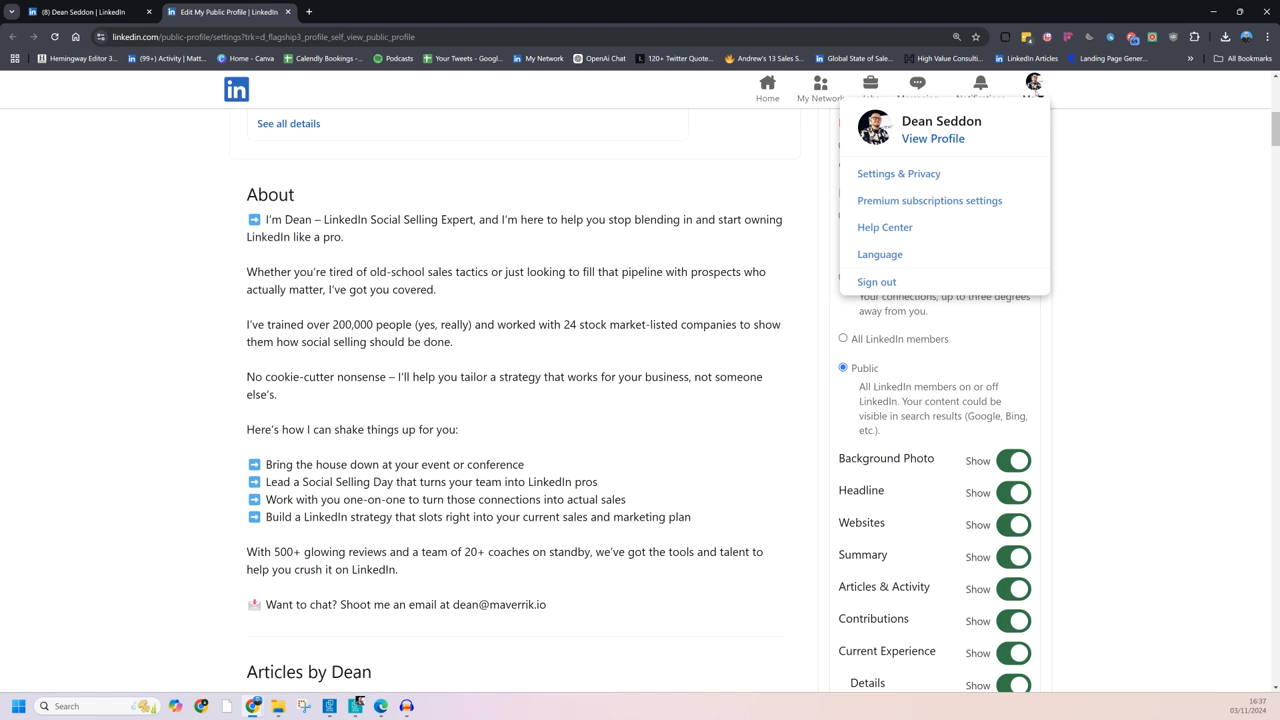 (8) Dean Seddon | LinkedIn
Edit My Public Profile | LinkedIn
linkedin.com/public-profile/settings?trk=d_flagship3_profile_self_view_public_profile
Hemingway Editor 3...
(99+) Activity | Matt...
Home - Canva
Calendly Bookings -...
Podcasts
Your Tweets - Googl...
My Network
OpenAI Chat
120+ Twitter Quote...
Andrew's 13 Sales...
Global State of Sale...
High Value Consulti...
LinkedIn Articles
Landing Page Gener...
All Bookmarks
in
Home
My Network
Dean Seddon
View Profile
Settings & Privacy
Premium subscriptions settings
Help Center
Language
Sign out
See all details
About
➡️ I'm Dean – LinkedIn Social Selling Expert, and I'm here to help you stop blending in and start owning
LinkedIn like a pro.
Whether you're tired of old-school sales tactics or just looking to fill that pipeline with prospects who
actually matter, I've got you covered.
I've trained over 200,000 people (yes, really) and worked with 24 stock market-listed companies to show
them how social selling should be done.
No cookie-cutter nonsense – I'll help you tailor a strategy that works for your business, not someone
else's.
Here's how I can shake things up for you:
➡️ Bring the house down at your event or conference
➡️ Lead a Social Selling Day that turns your team into LinkedIn pros
➡️ Work with you one-on-one to turn those connections into actual sales
➡️ Build a LinkedIn strategy that slots right into your current sales and marketing plan
With 500+ glowing reviews and a team of 20+ coaches on standby, we've got the tools and talent to
help you crush it on LinkedIn.
📩 Want to chat? Shoot me an email at dean@maverrik.io
Articles by Dean
Your connections, up to three degrees
away from you.
All LinkedIn members
Public
All LinkedIn members on or off
LinkedIn. Your content could be
visible in search results (Google, Bing,
etc.).
Background Photo Show
Headline Show
Websites Show
Summary Show
Articles & Activity Show
Contributions Show
Current Experience Show
Details Show
Search
16:37
03/11/2024